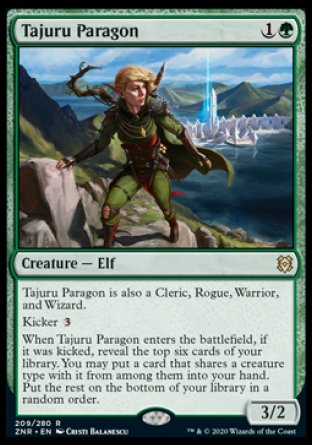 Tajuru Paragon 1
Creature — Elf
Tajuru Paragon is also a Cleric, Rogue, Warrior,
and Wizard.
Kicker 3
When Tajuru Paragon enters the battlefield, if
it was kicked, reveal the top six cards of your
library. You may put a card that shares a
creature type with it from among them into your hand.
Put the rest on the bottom of your library in a
random order.
3/2
209/280 R
ZNR • EN Cristi Balanescu ™ & © 2020 Wizards of the Coast